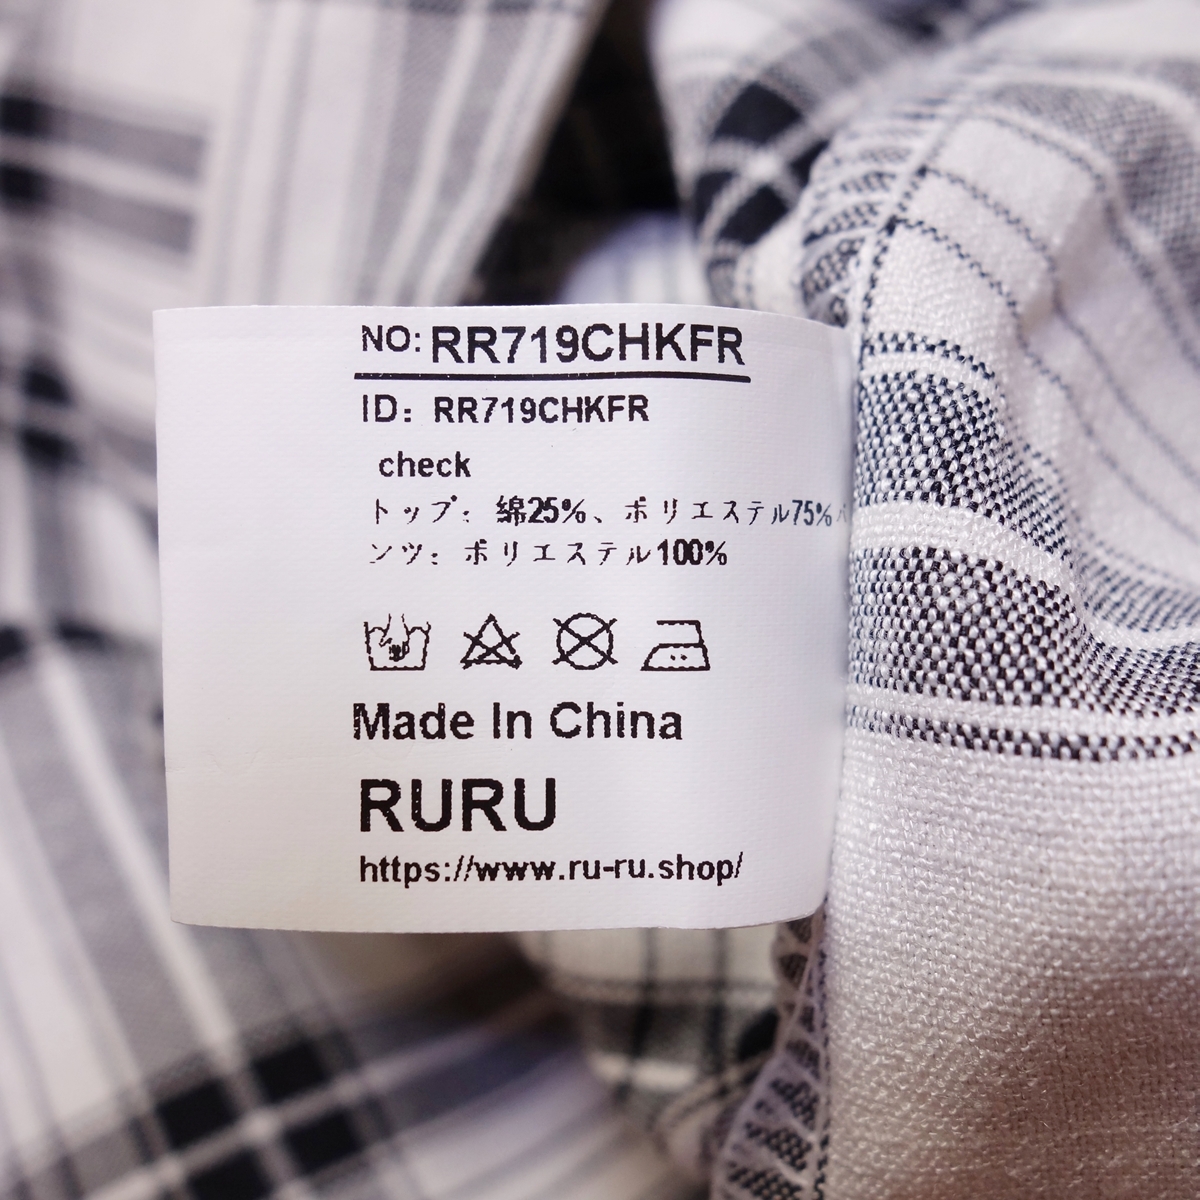 NO: RR719CHKFR
ID: RR719CHKFR
check
トップ: 綿25%、ポリエステル75% パ
ンツ: ポリエステル100%
Made In China
RURU
https://www.ru-ru.shop/